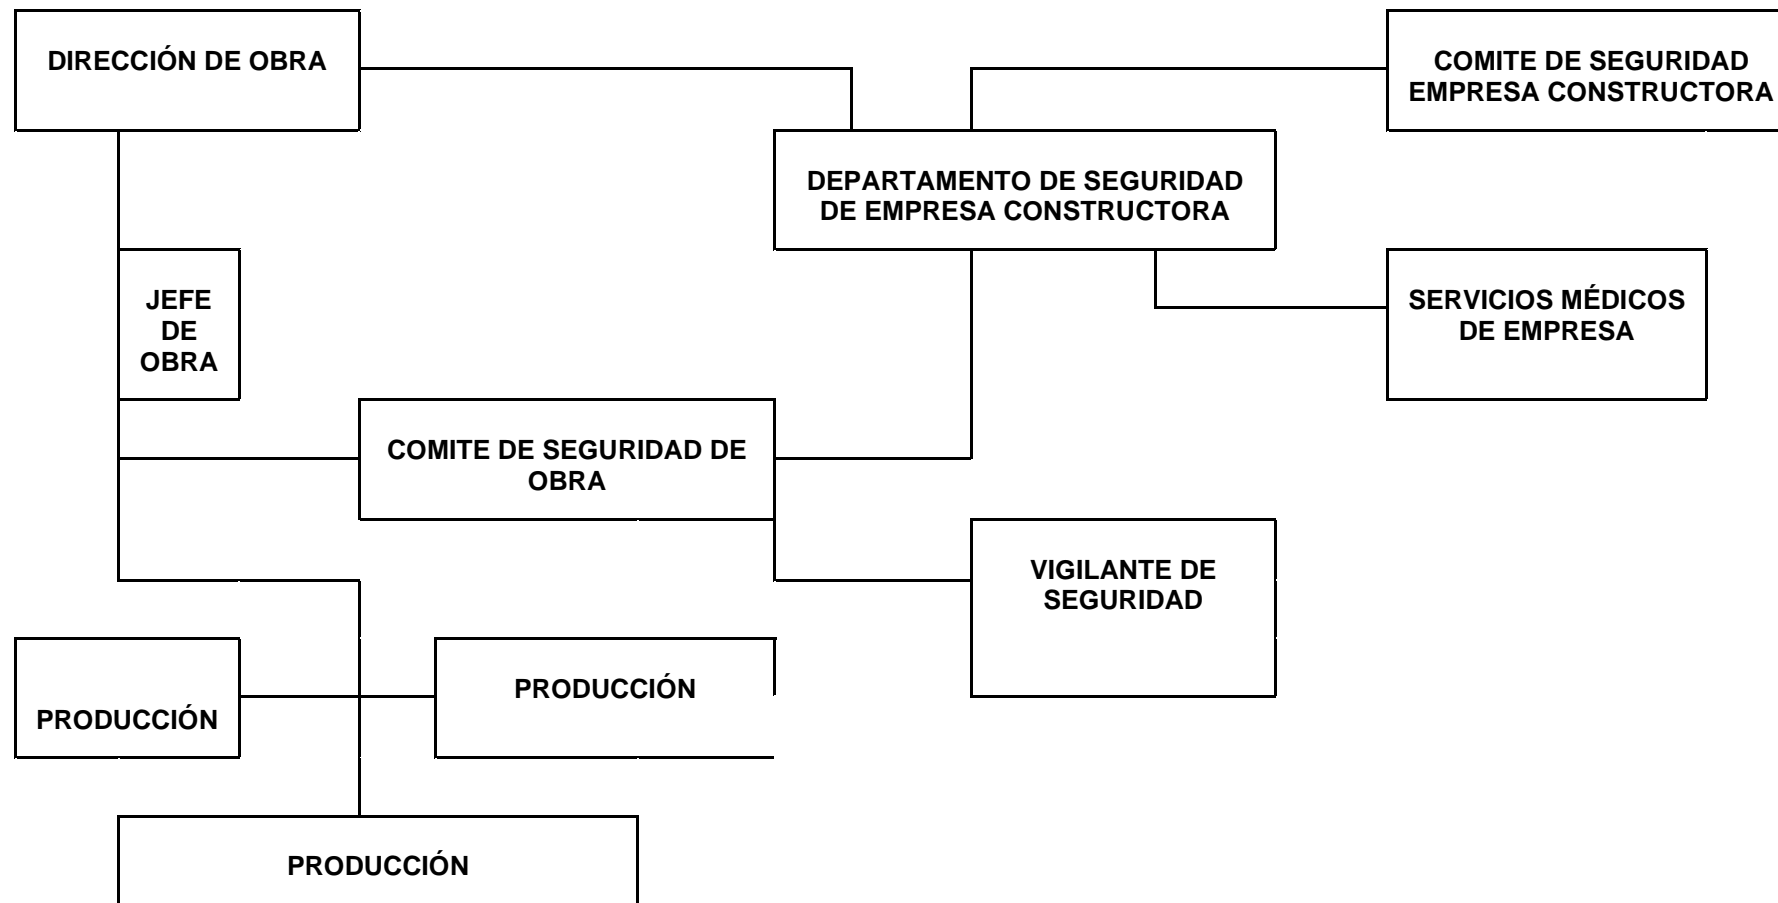 DIRECCIÓN DE OBRA
COMITE DE SEGURIDAD
EMPRESA CONSTRUCTORA
DEPARTAMENTO DE SEGURIDAD
DE EMPRESA CONSTRUCTORA
JEFE
DE
OBRA
SERVICIOS MÉDICOS
DE EMPRESA
COMITE DE SEGURIDAD DE
OBRA
VIGILANTE DE
SEGURIDAD
PRODUCCIÓN
PRODUCCIÓN
PRODUCCIÓN